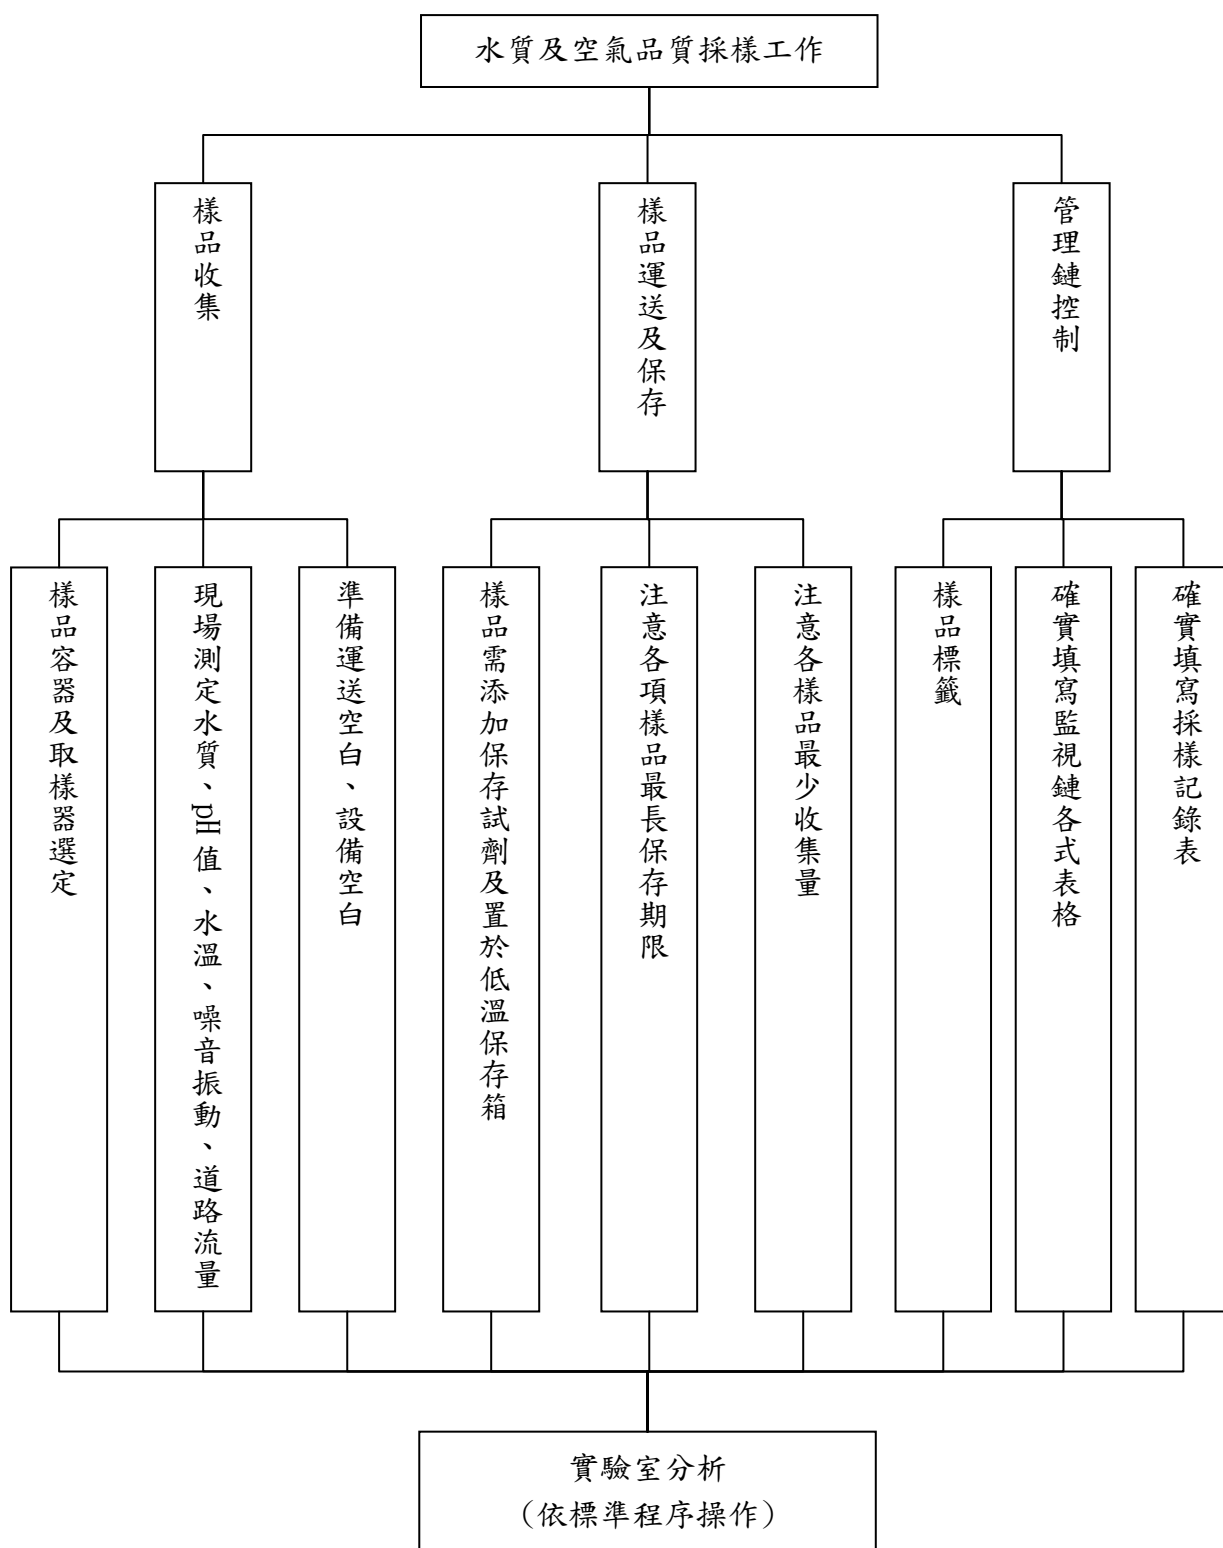 水質及空氣品質採樣工作
樣品收集
樣品運送及保存
管理鏈控制
樣品容器及取樣器選定
現場測定水質、pH值、水溫、噪音振動、道路流量
準備運送空白、設備空白
樣品需添加保存試劑及置於低溫保存箱
注意各項樣品最長保存期限
注意各樣品最少收集量
樣品標籤
確實填寫監視鏈各式表格
確實填寫採樣記錄表
實驗室分析
（依標準程序操作）